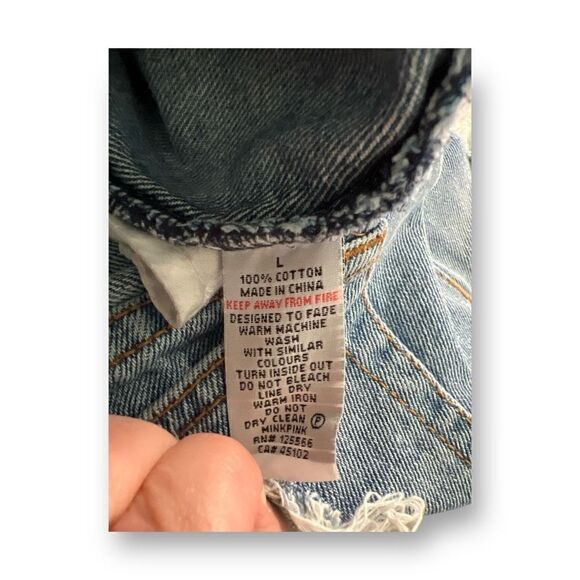 L
100% COTTON
MADE IN CHINA
KEEP AWAY FROM FIRE
DESIGNED TO FADE
WARM MACHINE
WASH
WITH SIMILAR
COLOURS
TURN INSIDE OUT
DO NOT BLEACH
LINE DRY
WARM IRON
DO NOT
DRY CLEAN P
MINKPINK
RN# 125566
CA# 45102